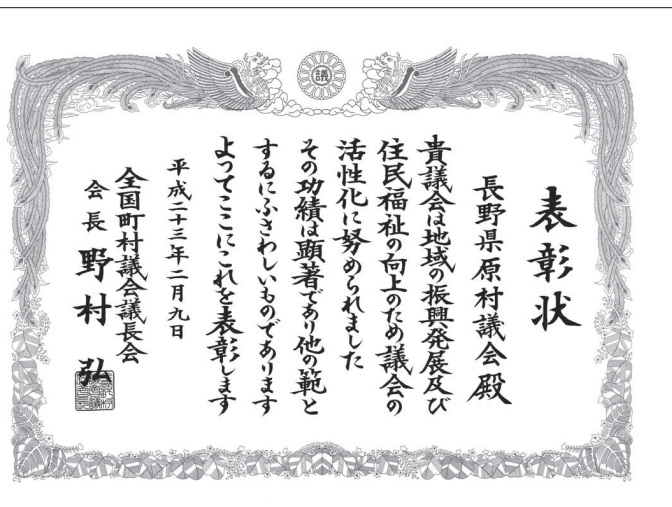 議
表彰状
長野県原村議会殿
貴議会は地域の振興発展及び
住民福祉の向上のため議会の
活性化に努められました
その功績は顕著であり他の範と
するにふさわしいものであります
よってここにこれを表彰します
平成二十三年二月九日
全国町村議会議長会
会長 野村 弘